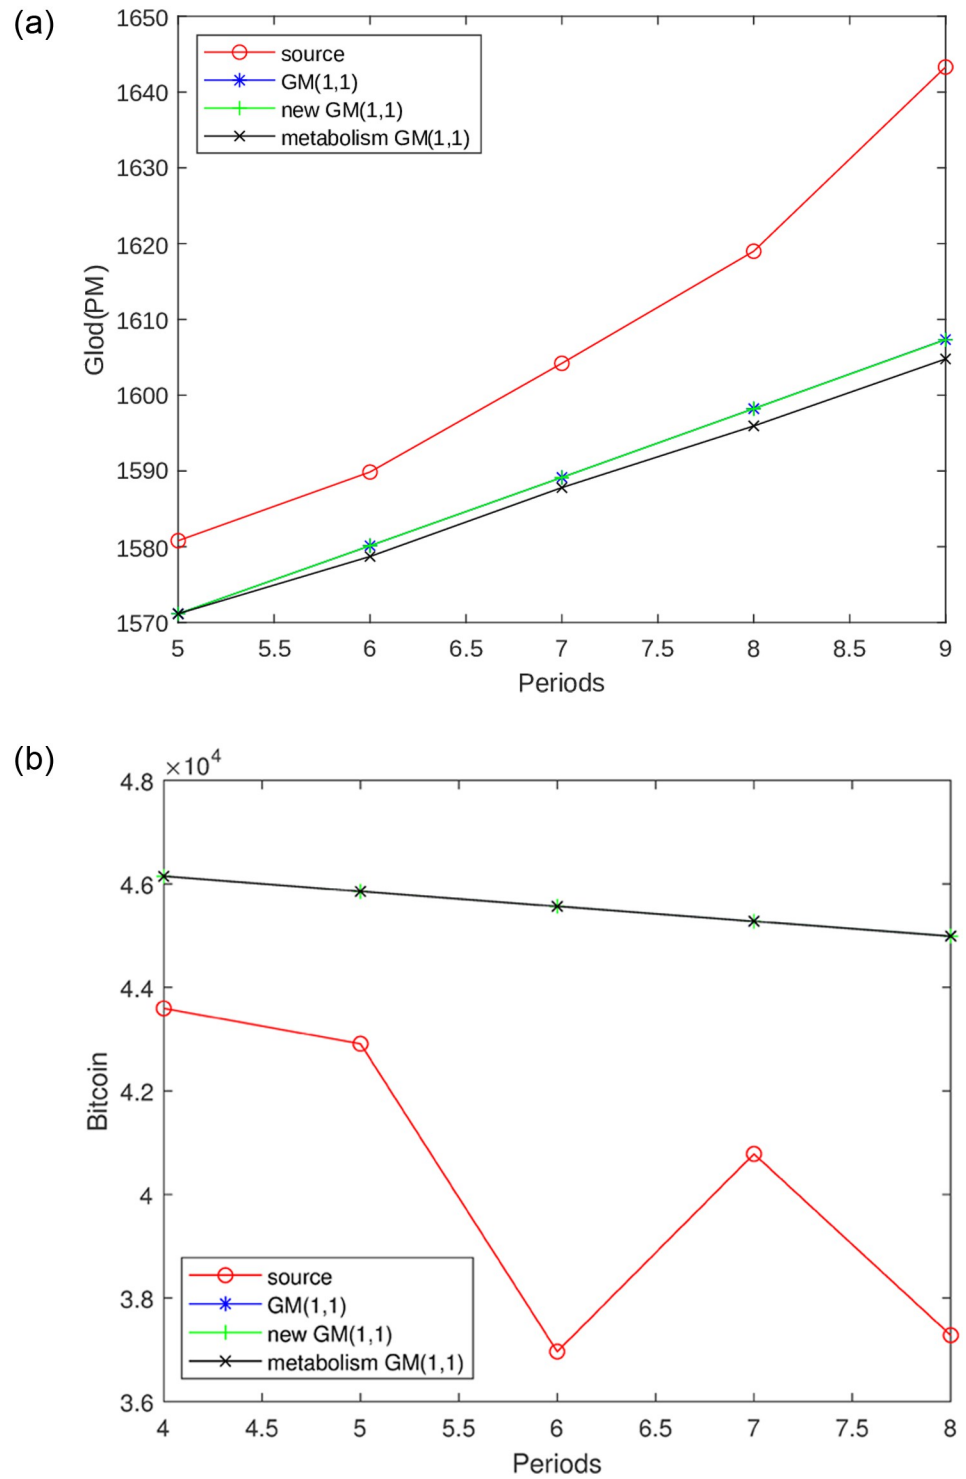 (a)
1650
1640
1630
1620
1610
1600
1590
1580
1570
Glod(PM)
source
GM(1,1)
new GM(1,1)
metabolism GM(1,1)
5 5.5 6 6.5 7 7.5 8 8.5 9
Periods
(b)
×10⁴
4.8
4.6
4.4
4.2
4
3.8
3.6
Bitcoin
source
GM(1,1)
new GM(1,1)
metabolism GM(1,1)
4 4.5 5 5.5 6 6.5 7 7.5 8
Periods